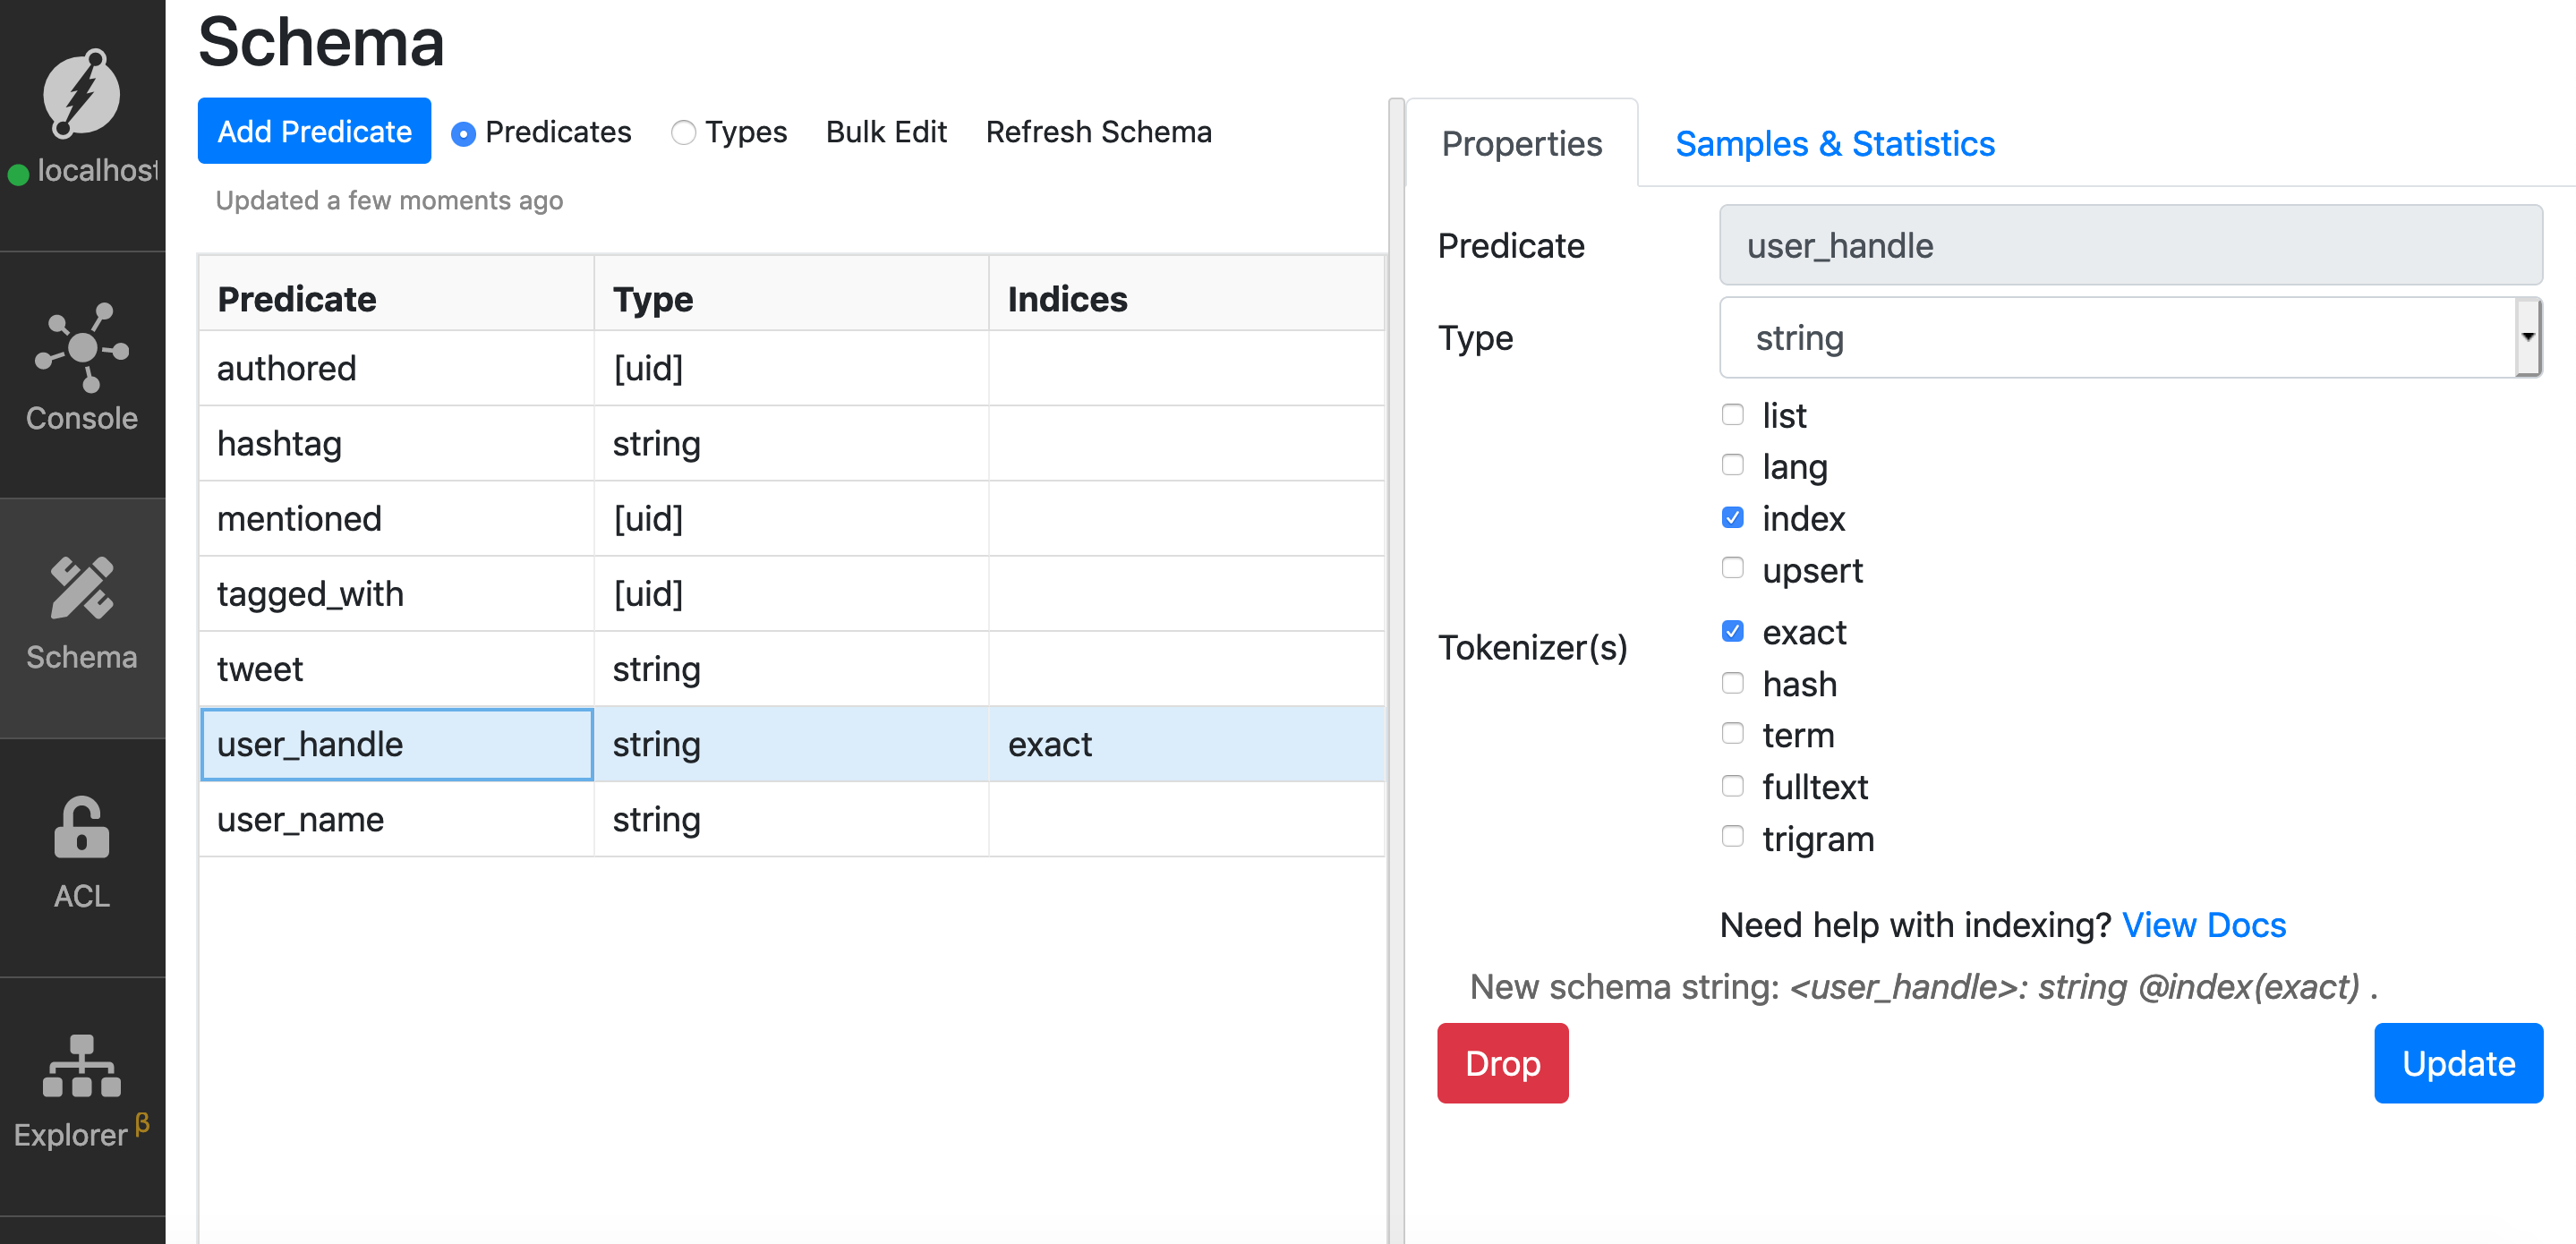 localhost
Console
Schema
ACL
Explorer β
Schema
Add Predicate Predicates Types Bulk Edit Refresh Schema
Updated a few moments ago
Predicate Type Indices
authored [uid]
hashtag string
mentioned [uid]
tagged_with [uid]
tweet string
user_handle string exact
user_name string
Properties Samples & Statistics
Predicate user_handle
Type string
list
lang
index
upsert
Tokenizer(s) exact
hash
term
fulltext
trigram
Need help with indexing? View Docs
New schema string: <user_handle>: string @index(exact) .
Drop Update